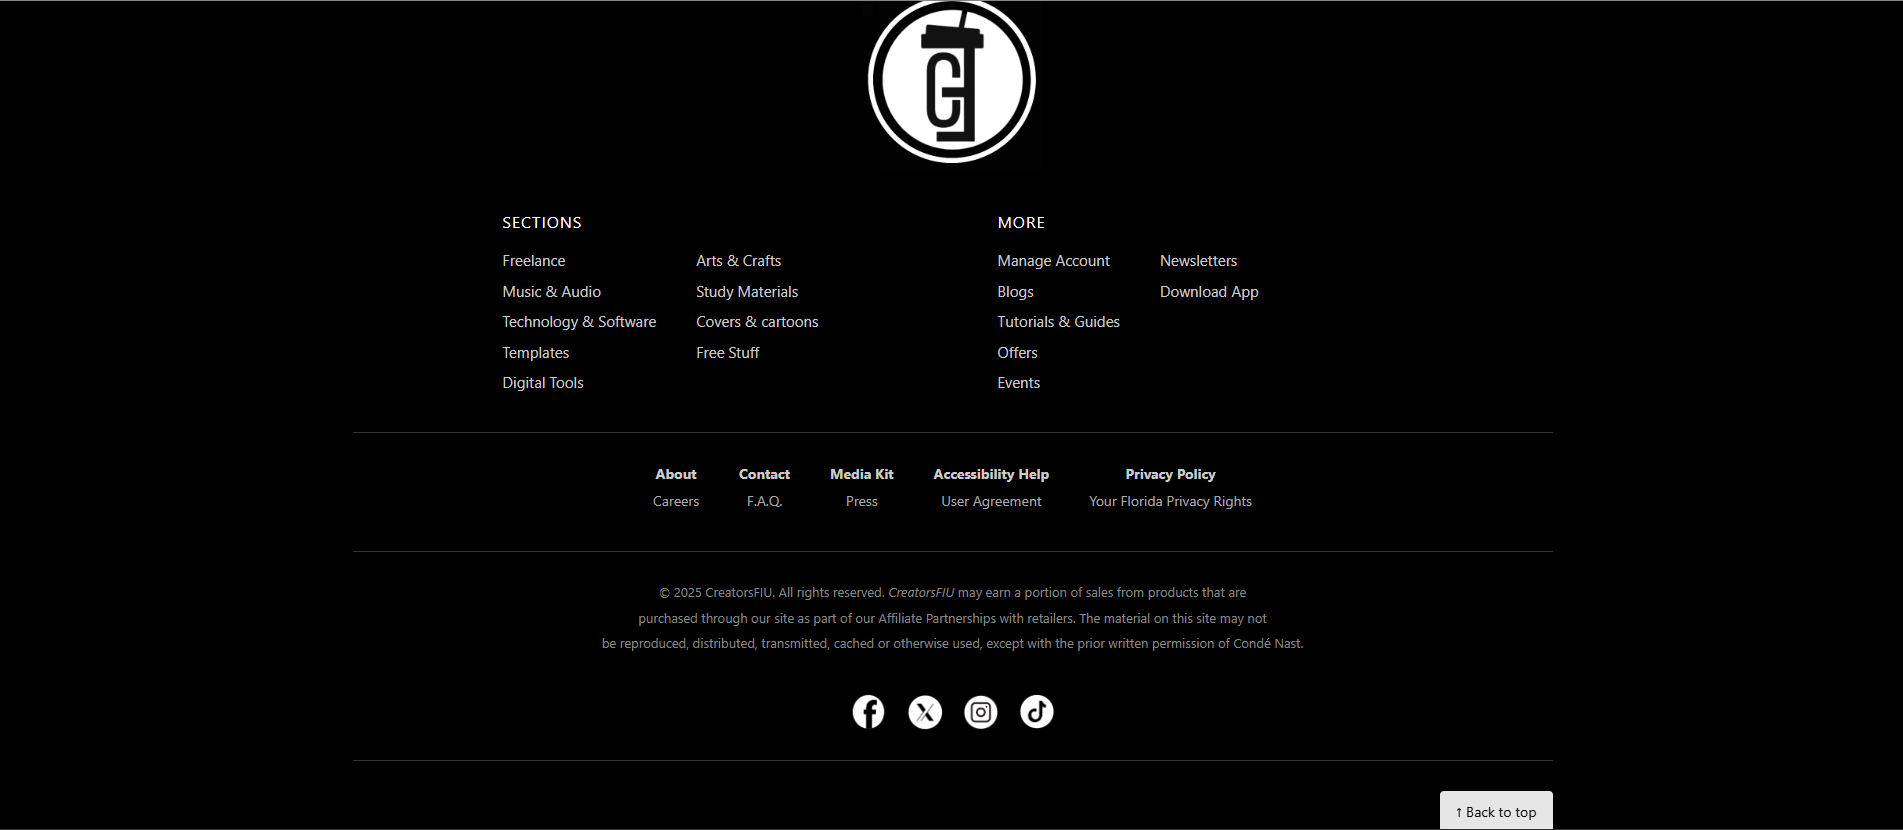 SECTIONS
Freelance
Music & Audio
Technology & Software
Templates
Digital Tools
Arts & Crafts
Study Materials
Covers & cartoons
Free Stuff
MORE
Manage Account
Blogs
Tutorials & Guides
Offers
Events
Newsletters
Download App
About
Careers
Contact
F.A.Q.
Media Kit
Press
Accessibility Help
User Agreement
Privacy Policy
Your Florida Privacy Rights
© 2025 CreatorsFIU. All rights reserved. CreatorsFIU may earn a portion of sales from products that are
purchased through our site as part of our Affiliate Partnerships with retailers. The material on this site may not
be reproduced, distributed, transmitted, cached or otherwise used, except with the prior written permission of Condé Nast.
↑ Back to top